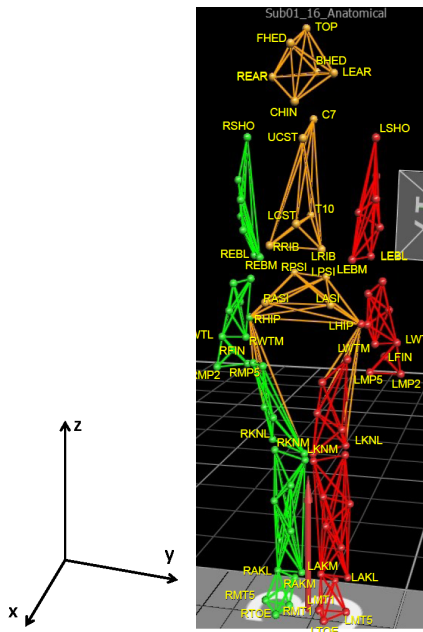 Sub01_16_Anatomical
TOP
FHED
BHED
REAR
LEAR
CHIN
C7
RSHO
UCST
LSHO
LCST
T10
RRIB
LRIB
REBL
REBM
RPSI
LPSI
LEBM
LEBL
RASI
LASI
RHIP
LHIP
WTL
RWTM
LWTM
LW
RFIN
LFIN
RMP2
RMP5
LMP5
LMP2
RKNL
RKNM
LKNM
LKNL
z
y
x
RAKL
RAKM
LAKM
LAKL
RMT5
RTOE
RMT1
LMT1
LMT5
LTOE